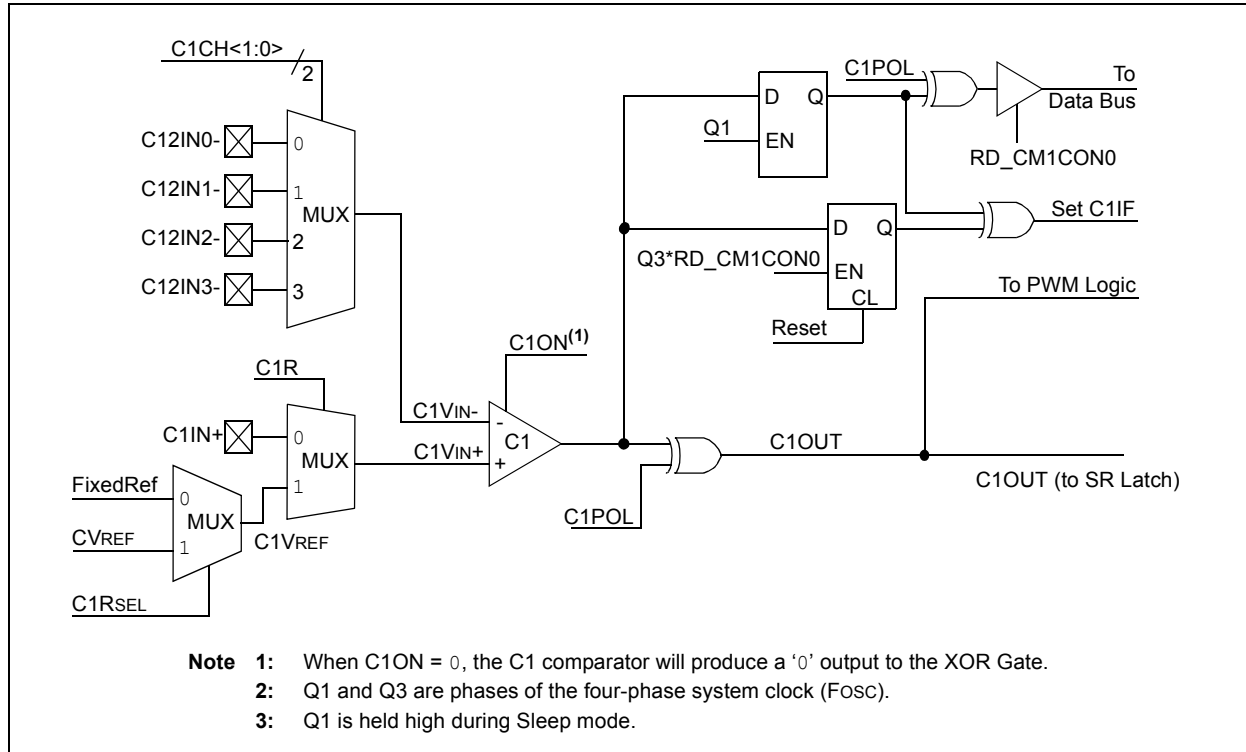 C1CH<1:0>
2
C12IN0-
0
C12IN1-
1
MUX
C12IN2-
2
C12IN3-
3
C1R
C1IN+
0
MUX
1
FixedRef
0
MUX
CVREF
1
C1VREF
C1RSEL
C1ON(1)
C1VIN-
-
C1
C1VIN+
+
D
Q
Q1
EN
C1POL
To
Data Bus
RD_CM1CON0
D
Q
Q3*RD_CM1CON0
EN
CL
Reset
Set C1IF
To PWM Logic
C1POL
C1OUT
C1OUT (to SR Latch)
Note 1: When C1ON = 0, the C1 comparator will produce a ‘0’ output to the XOR Gate.
2: Q1 and Q3 are phases of the four-phase system clock (FOSC).
3: Q1 is held high during Sleep mode.